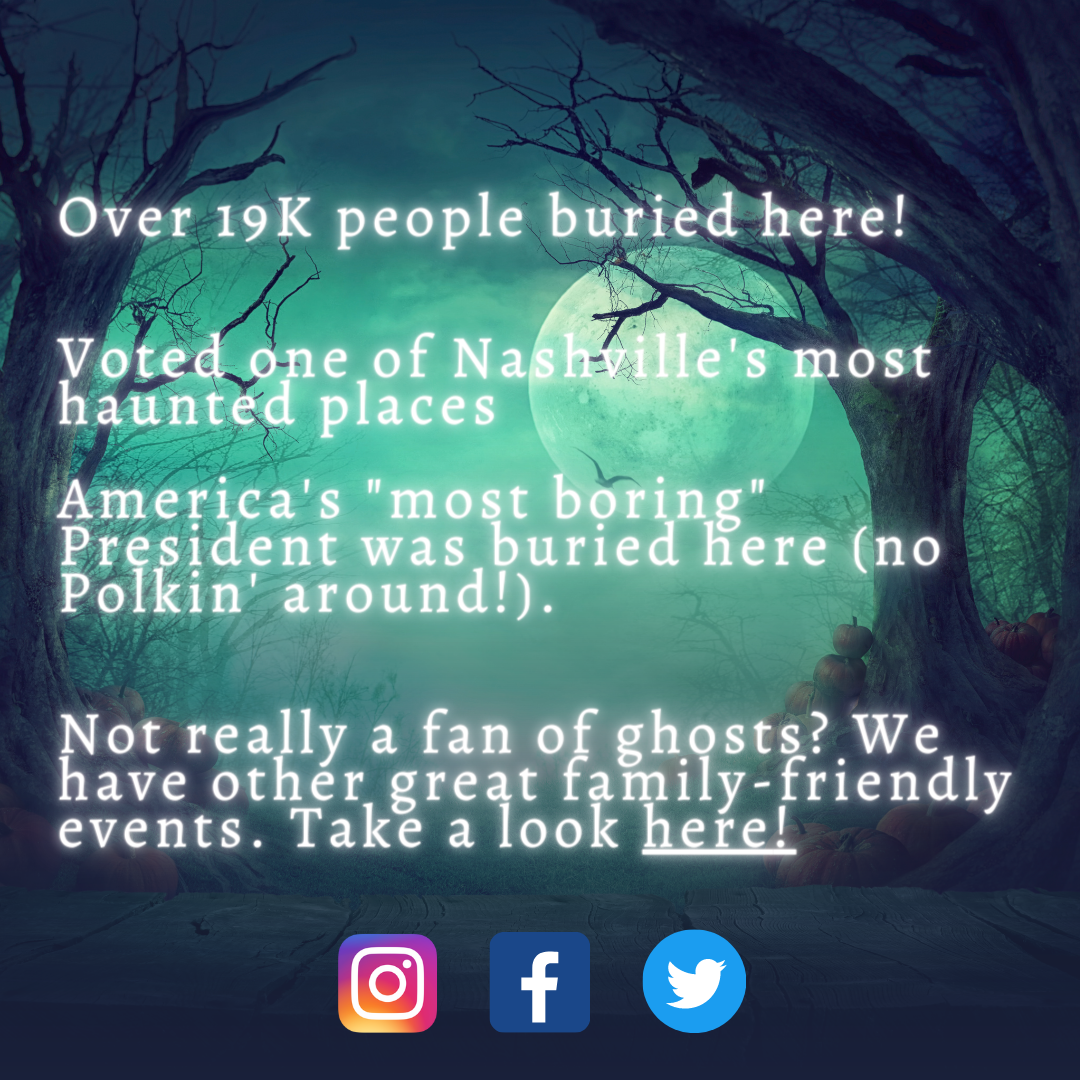 Over 19K people buried here!
Voted one of Nashville's most
haunted places
America's "most boring"
President was buried here (no
Polkin' around!).
Not really a fan of ghosts? We
have other great family-friendly
events. Take a look here!